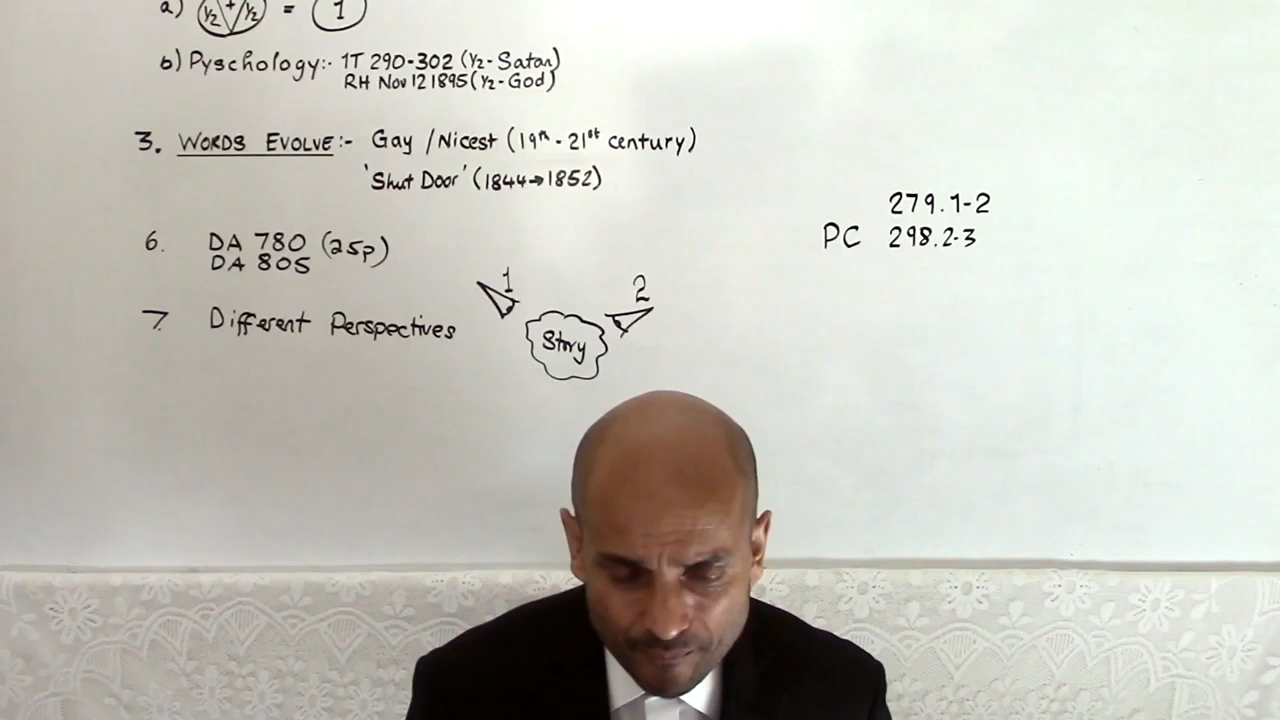 a) 1/2 + 1/2 = 1
b) Pyschology:- 1T 290-302 (1/2-Satan)
RH Nov 12 1895 (1/2-God)
3. WORDS EVOLVE:- Gay / Nicest (19th - 21st century)
'Shut Door' (1844→1852)
279.1-2
PC 298.2-3
6. DA 780 (25p)
DA 805
7. Different Perspectives
1
2
Story